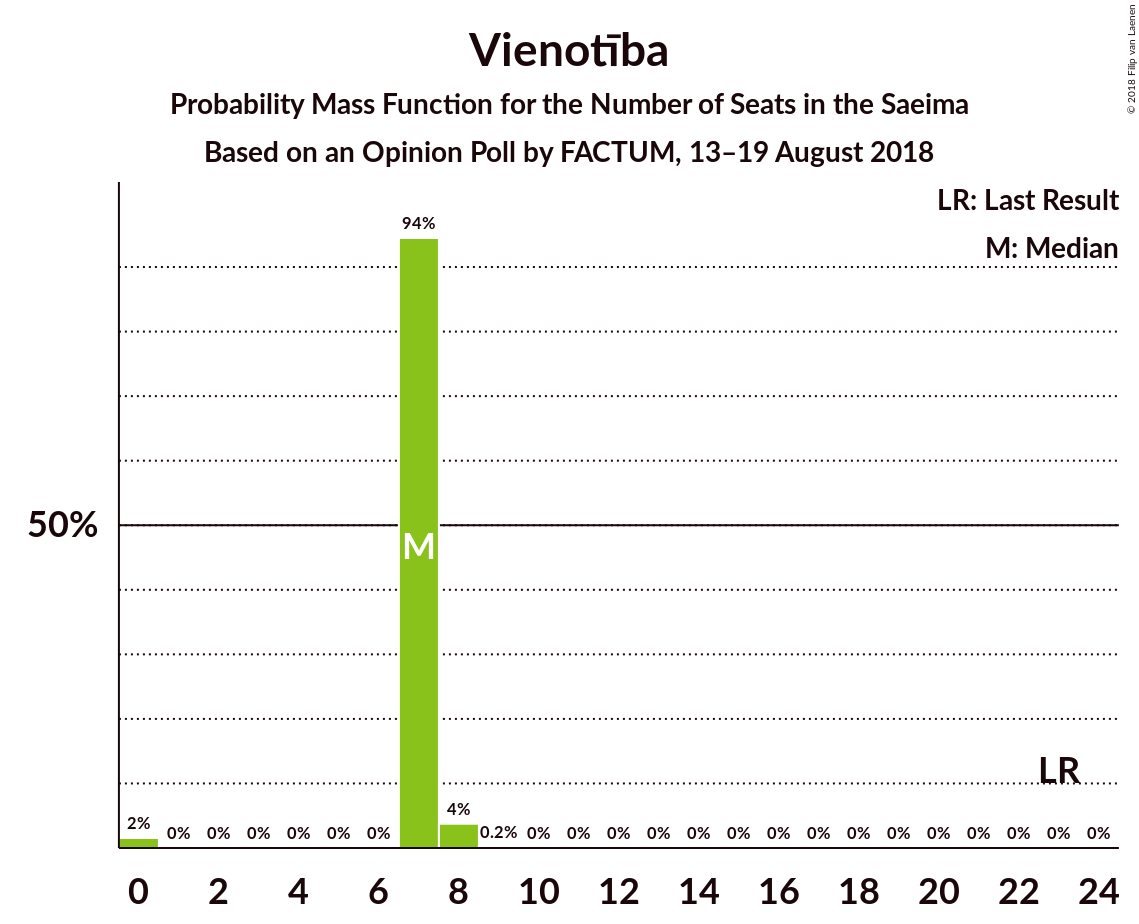 Vienotība
Probability Mass Function for the Number of Seats in the Saeima
Based on an Opinion Poll by FACTUM, 13–19 August 2018
© 2018 Filip van Laenen
LR: Last Result
M: Median
94%
50%
M
LR
2% 0% 0% 0% 0% 0% 0% 4% 0.2% 0% 0% 0% 0% 0% 0% 0% 0% 0% 0% 0% 0% 0% 0% 0%
0 2 4 6 8 10 12 14 16 18 20 22 24